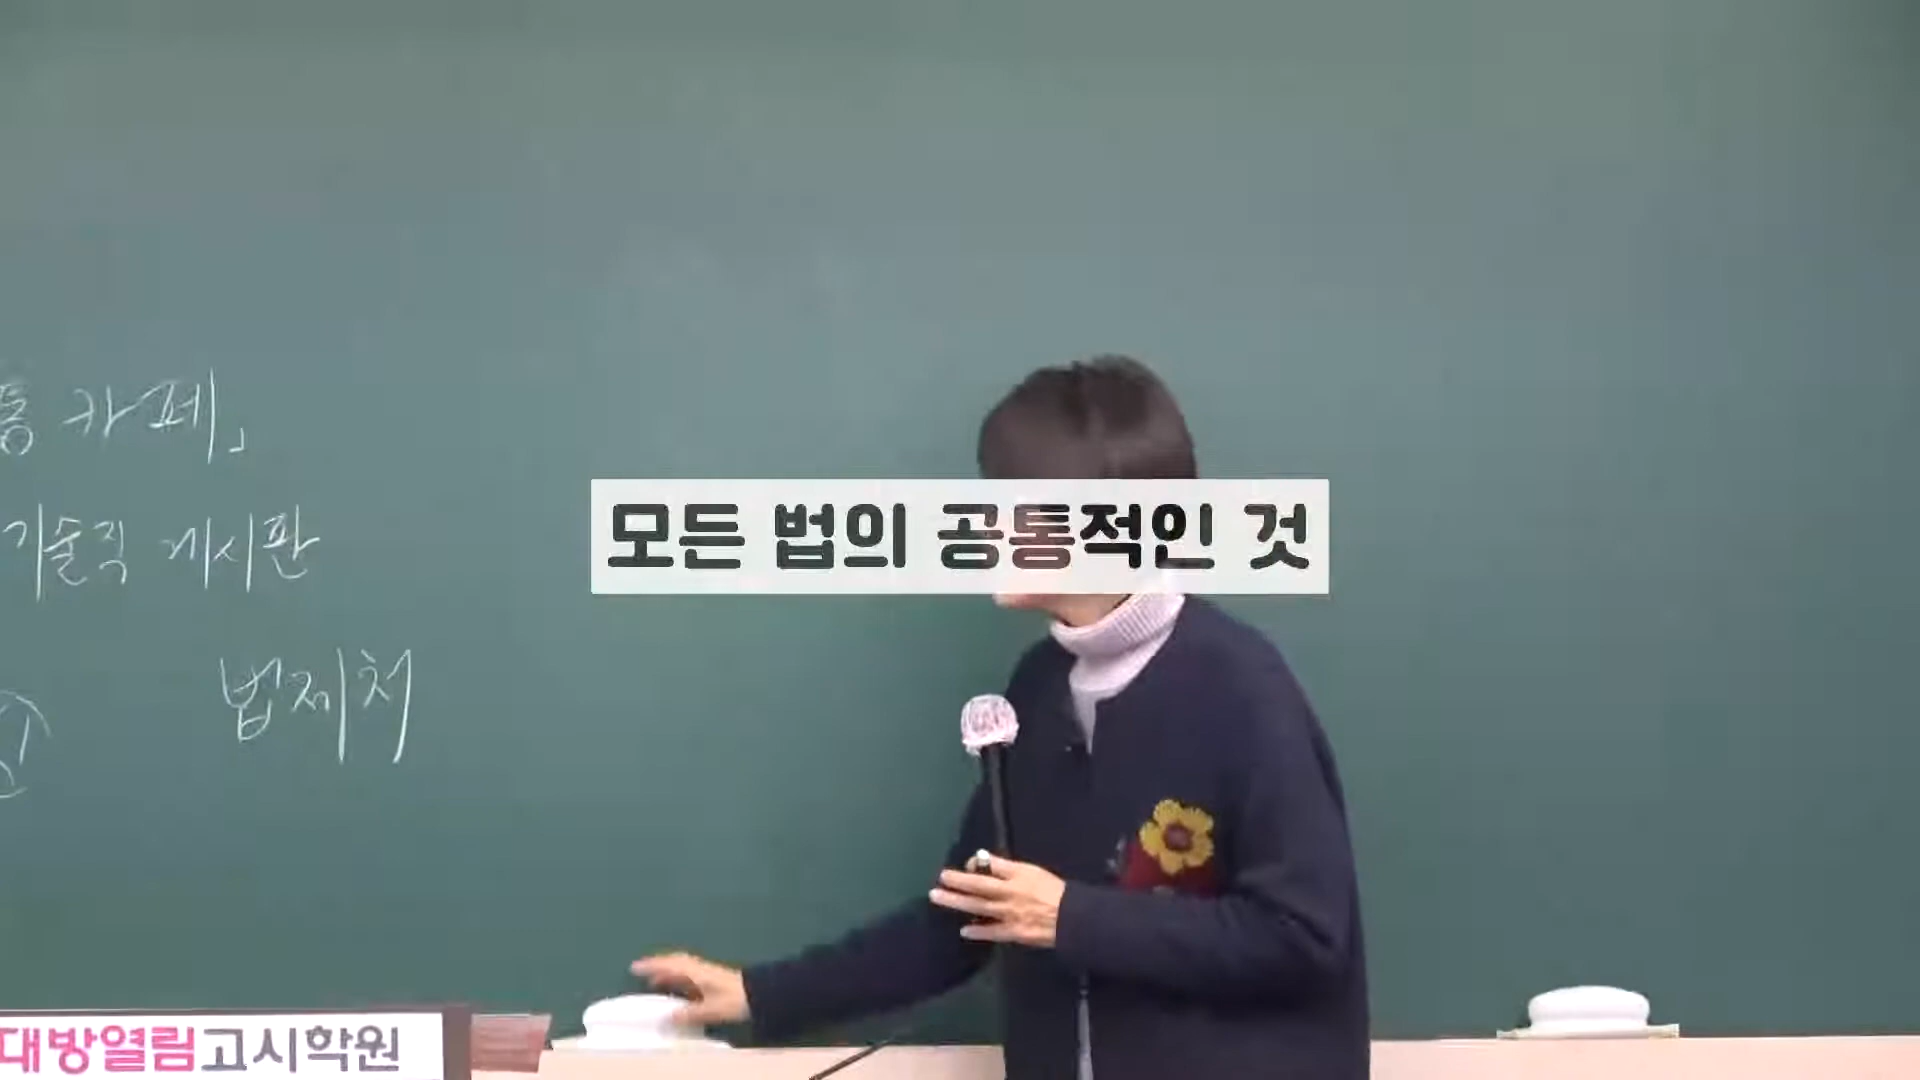 통 카페」
기술직 게시판
모든 법의 공통적인 것
법제처
대방열림고시학원